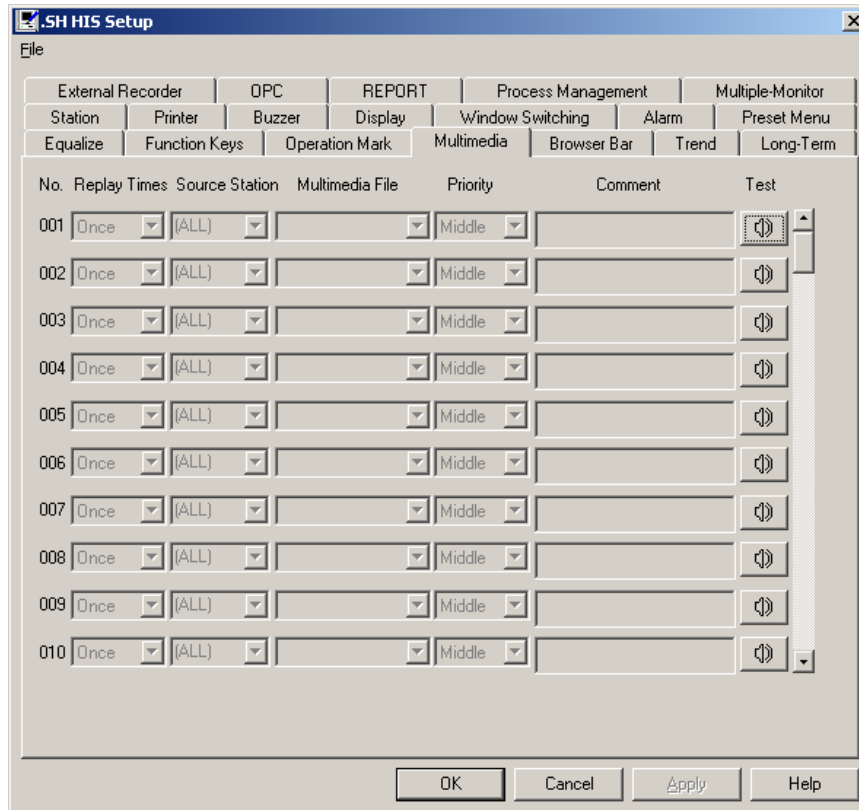 .SH HIS Setup
File
External Recorder OPC REPORT Process Management Multiple-Monitor
Station Printer Buzzer Display Window Switching Alarm Preset Menu
Equalize Function Keys Operation Mark Multimedia Browser Bar Trend Long-Term
No. Replay Times Source Station Multimedia File Priority Comment Test
001 Once (ALL) Middle
002 Once (ALL) Middle
003 Once (ALL) Middle
004 Once (ALL) Middle
005 Once (ALL) Middle
006 Once (ALL) Middle
007 Once (ALL) Middle
008 Once (ALL) Middle
009 Once (ALL) Middle
010 Once (ALL) Middle
OK Cancel Apply Help